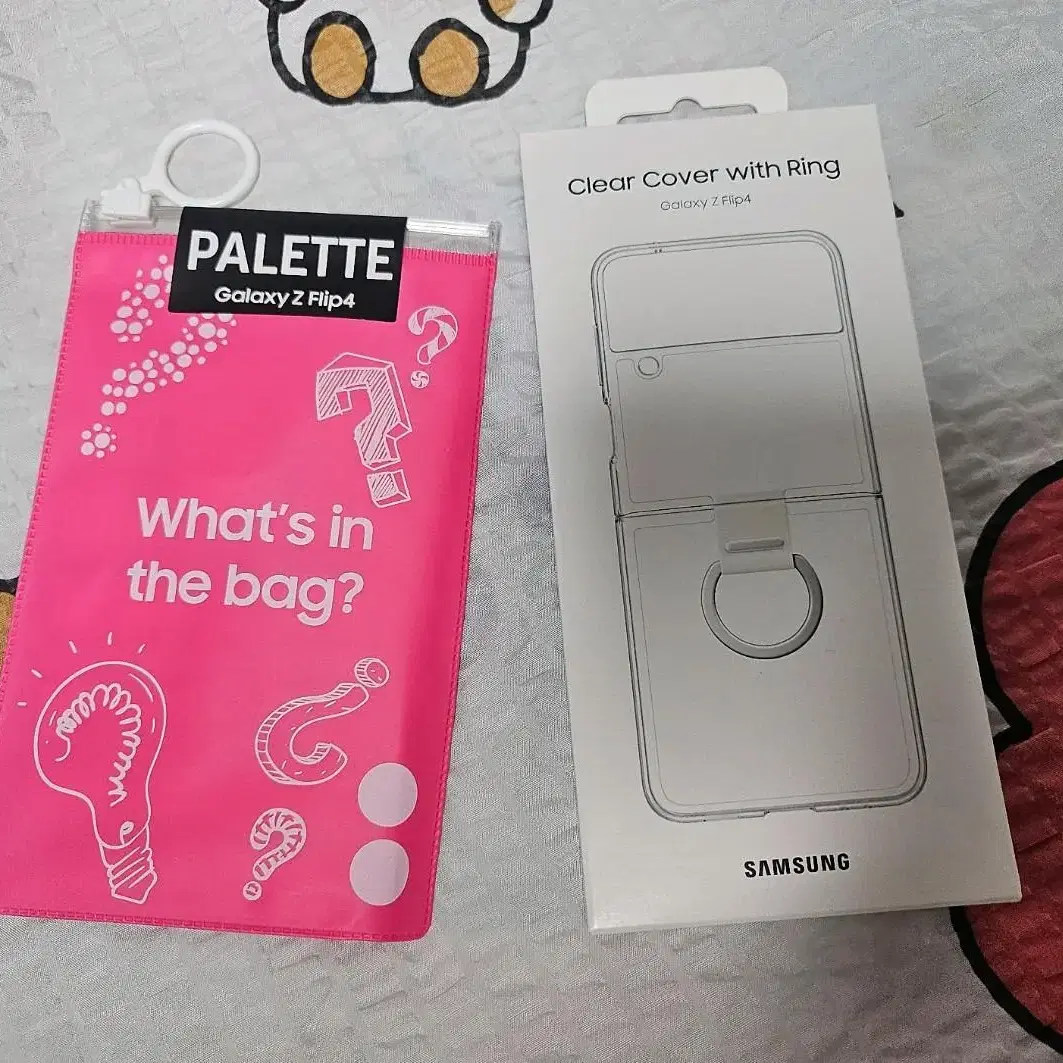 PALETTE
Galaxy Z Flip4
What's in
the bag?
Clear Cover with Ring
Galaxy Z Flip4
SAMSUNG